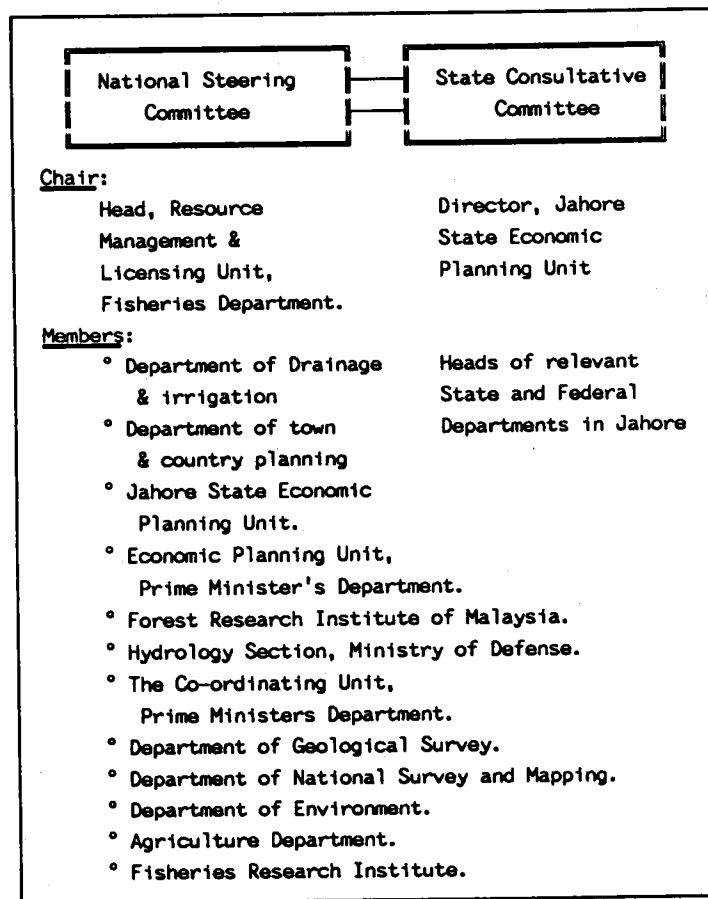 National Steering
Committee
State Consultative
Committee
Chair:
Head, Resource
Management &
Licensing Unit,
Fisheries Department.
Director, Jahore
State Economic
Planning Unit
Members:
° Department of Drainage
& irrigation
° Department of town
& country planning
° Jahore State Economic
Planning Unit.
° Economic Planning Unit,
Prime Minister's Department.
° Forest Research Institute of Malaysia.
° Hydrology Section, Ministry of Defense.
° The Co-ordinating Unit,
Prime Ministers Department.
° Department of Geological Survey.
° Department of National Survey and Mapping.
° Department of Environment.
° Agriculture Department.
° Fisheries Research Institute.
Heads of relevant
State and Federal
Departments in Jahore